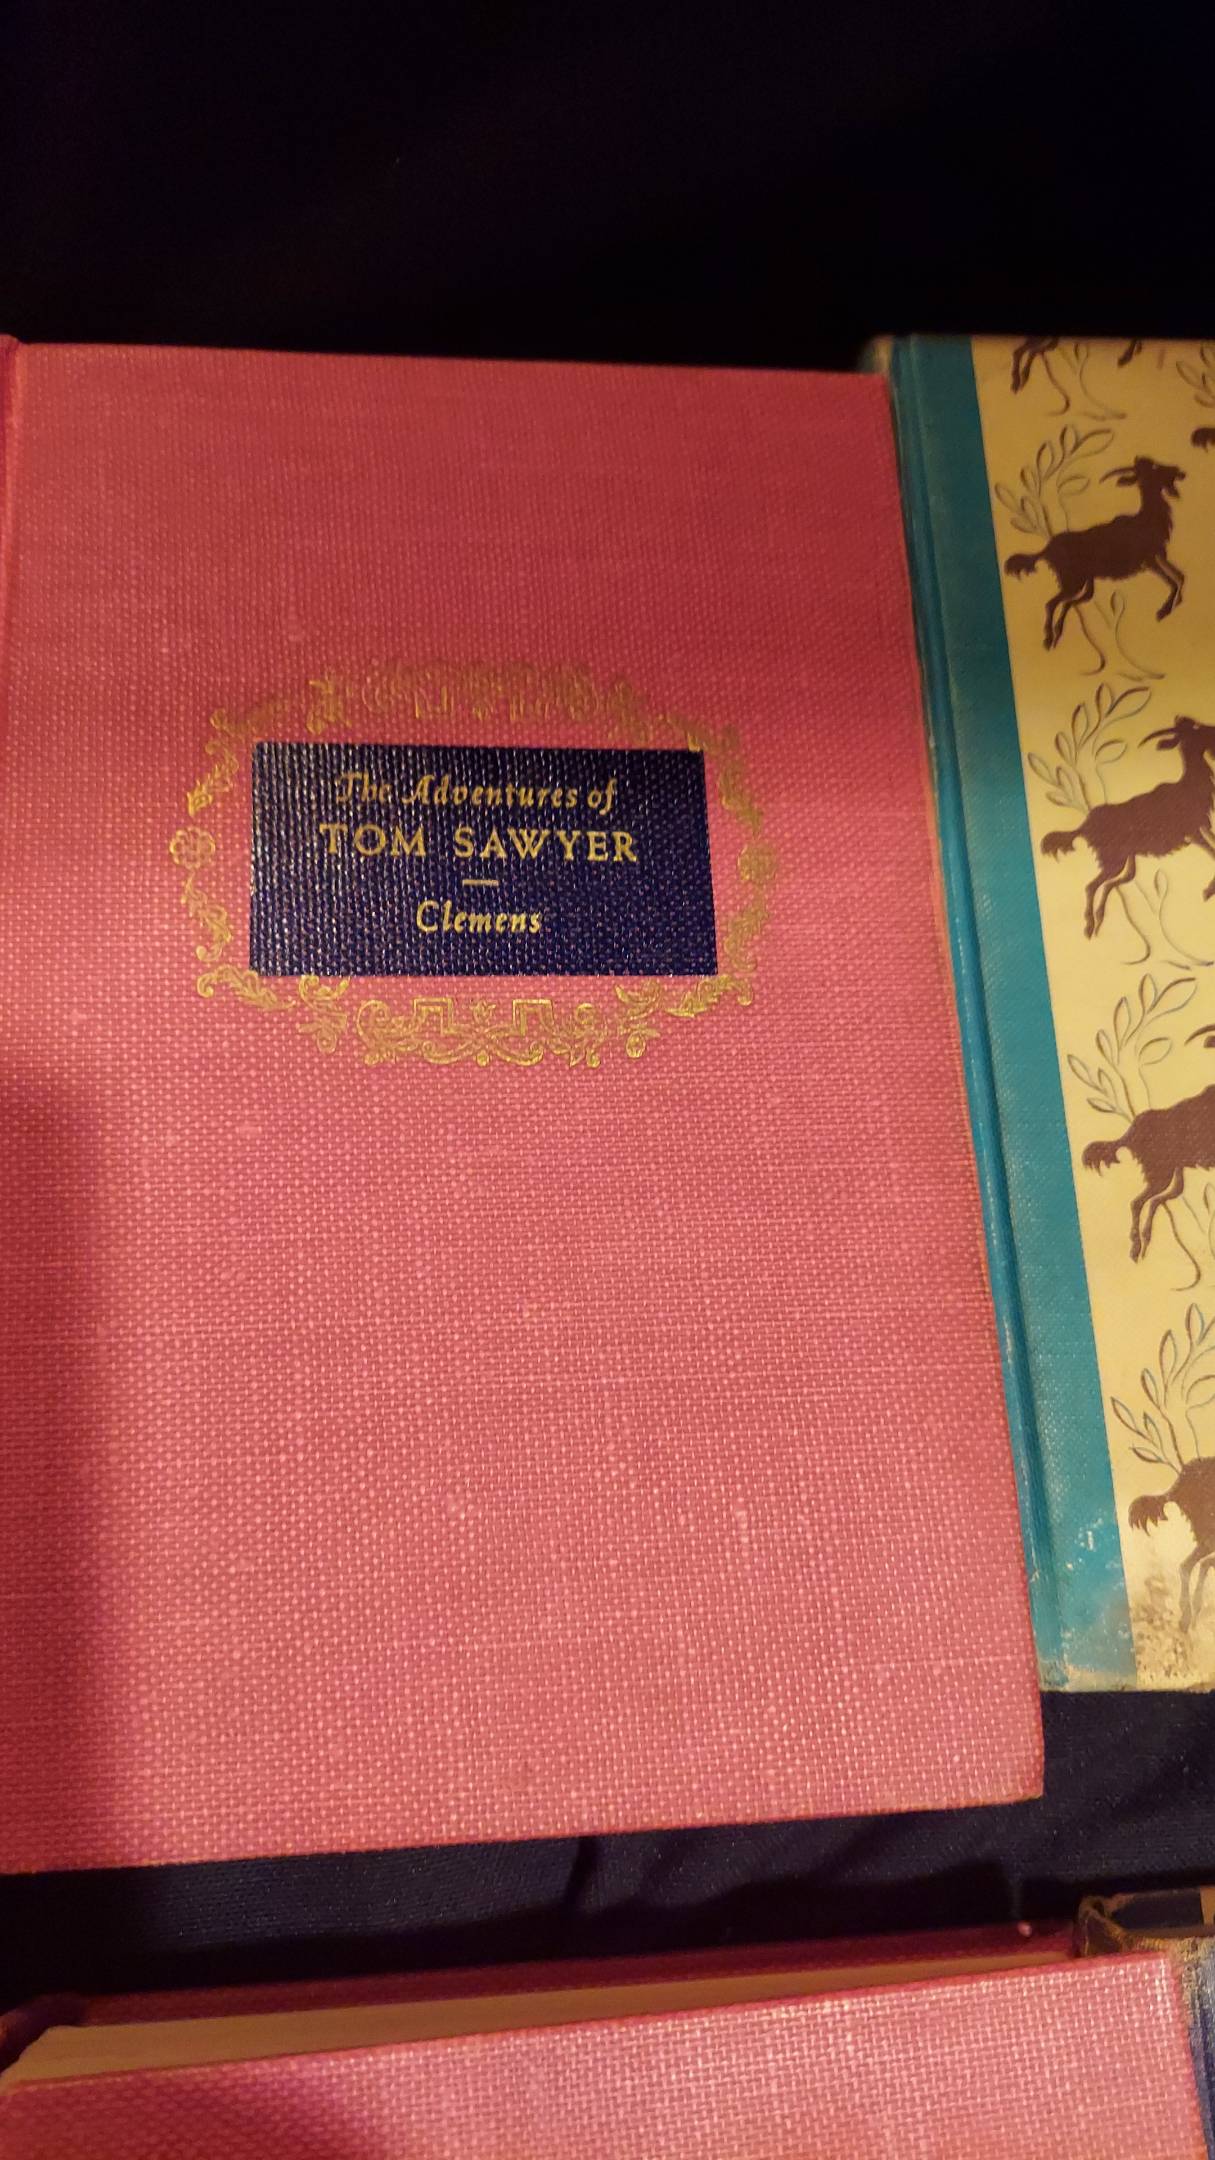 The Adventures of
TOM SAWYER
Clemens